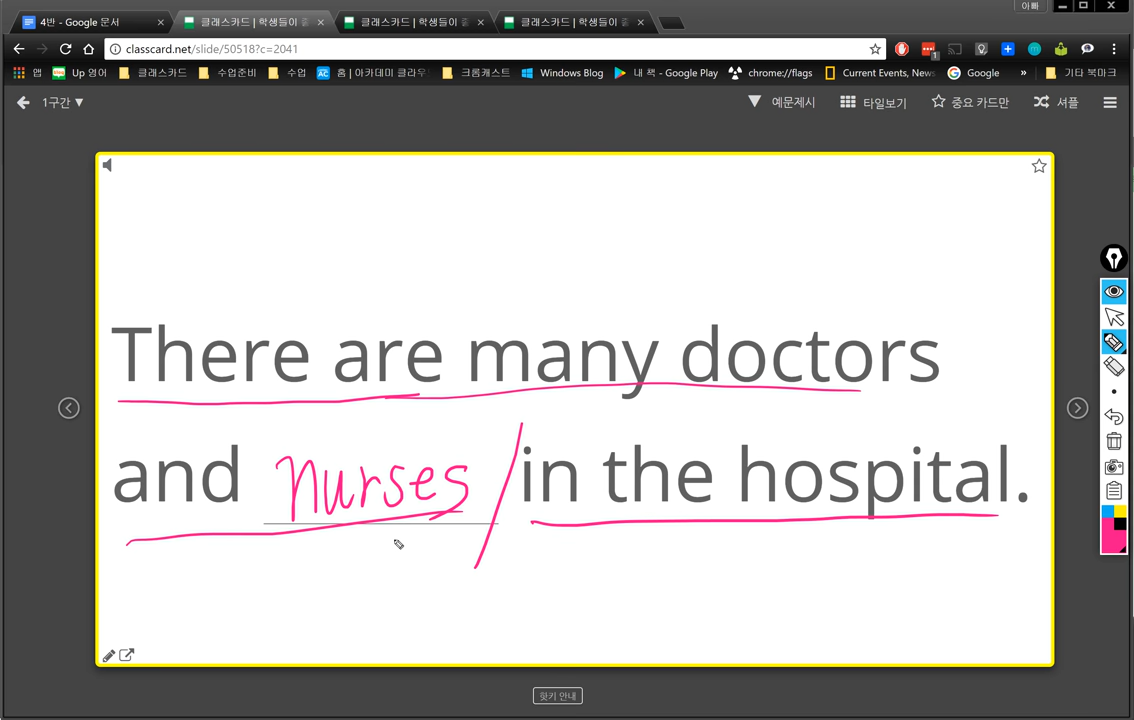 아빠
4반 - Google 문서
클래스카드 | 학생들이 좋
클래스카드 | 학생들이 좋
클래스카드 | 학생들이 좋
classcard.net/slide/50518?c=2041
1
앱 Up 영어 클래스카드 수업준비 수업 홈 | 아카데미 클라우 크롬캐스트 Windows Blog 내 책 - Google Play chrome://flags Current Events, News Google » 기타 북마크
1구간 ▼ ▼ 예문제시 타일보기 중요 카드만 셔플
There are many doctors
and nurses / in the hospital.
핫키 안내